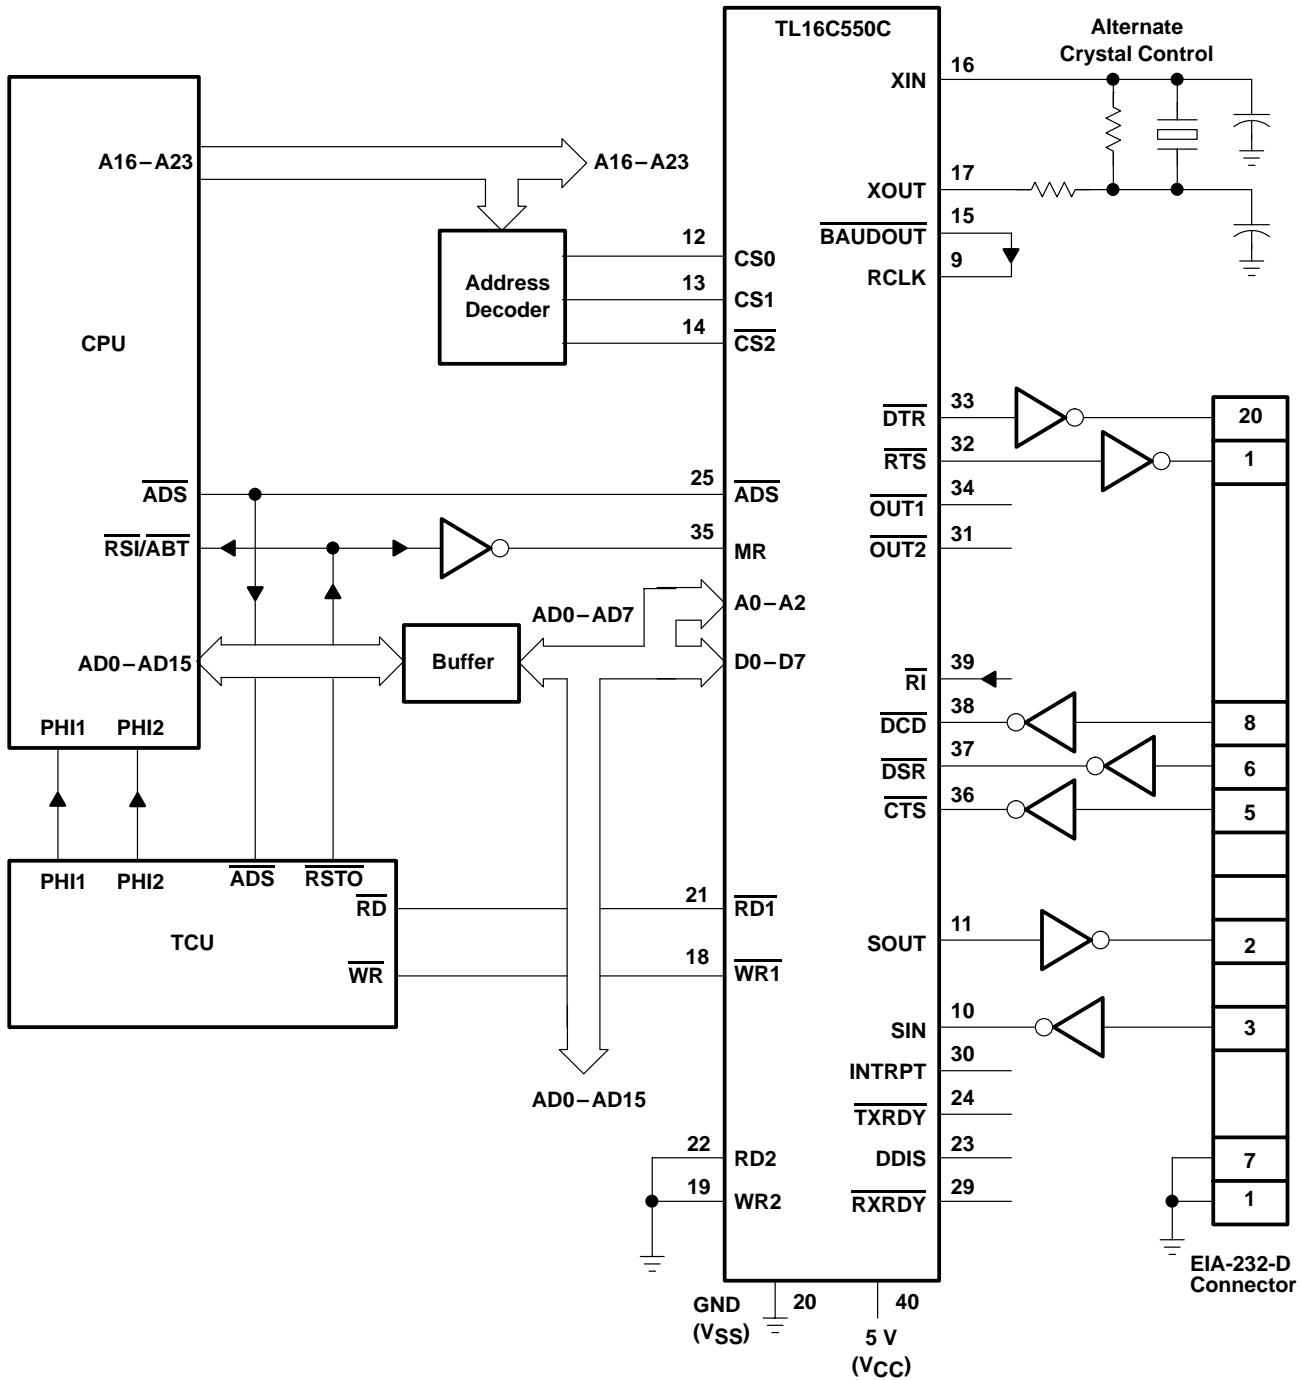 TL16C550C
Alternate
Crystal Control
XIN 16
A16–A23
A16–A23
XOUT 17
BAUDOUT 15
RCLK 9
12 CS0
13 CS1
14 CS2
Address
Decoder
CPU
DTR 33
20
RTS 32
1
OUT1 34
OUT2 31
ADS
25 ADS
RSI/ABT
35 MR
AD0–AD7
A0–A2
AD0–AD15
Buffer
D0–D7
RI 39
DCD 38
8
DSR 37
6
CTS 36
5
PHI1 PHI2
PHI1 PHI2 ADS RSTO
RD
21 RD1
TCU
WR
18 WR1
SOUT 11
2
SIN 10
3
INTRPT 30
AD0–AD15
TXRDY 24
22 RD2
DDIS 23
7
19 WR2
RXRDY 29
1
EIA-232-D
Connector
GND
(VSS)
20
40
5 V
(VCC)